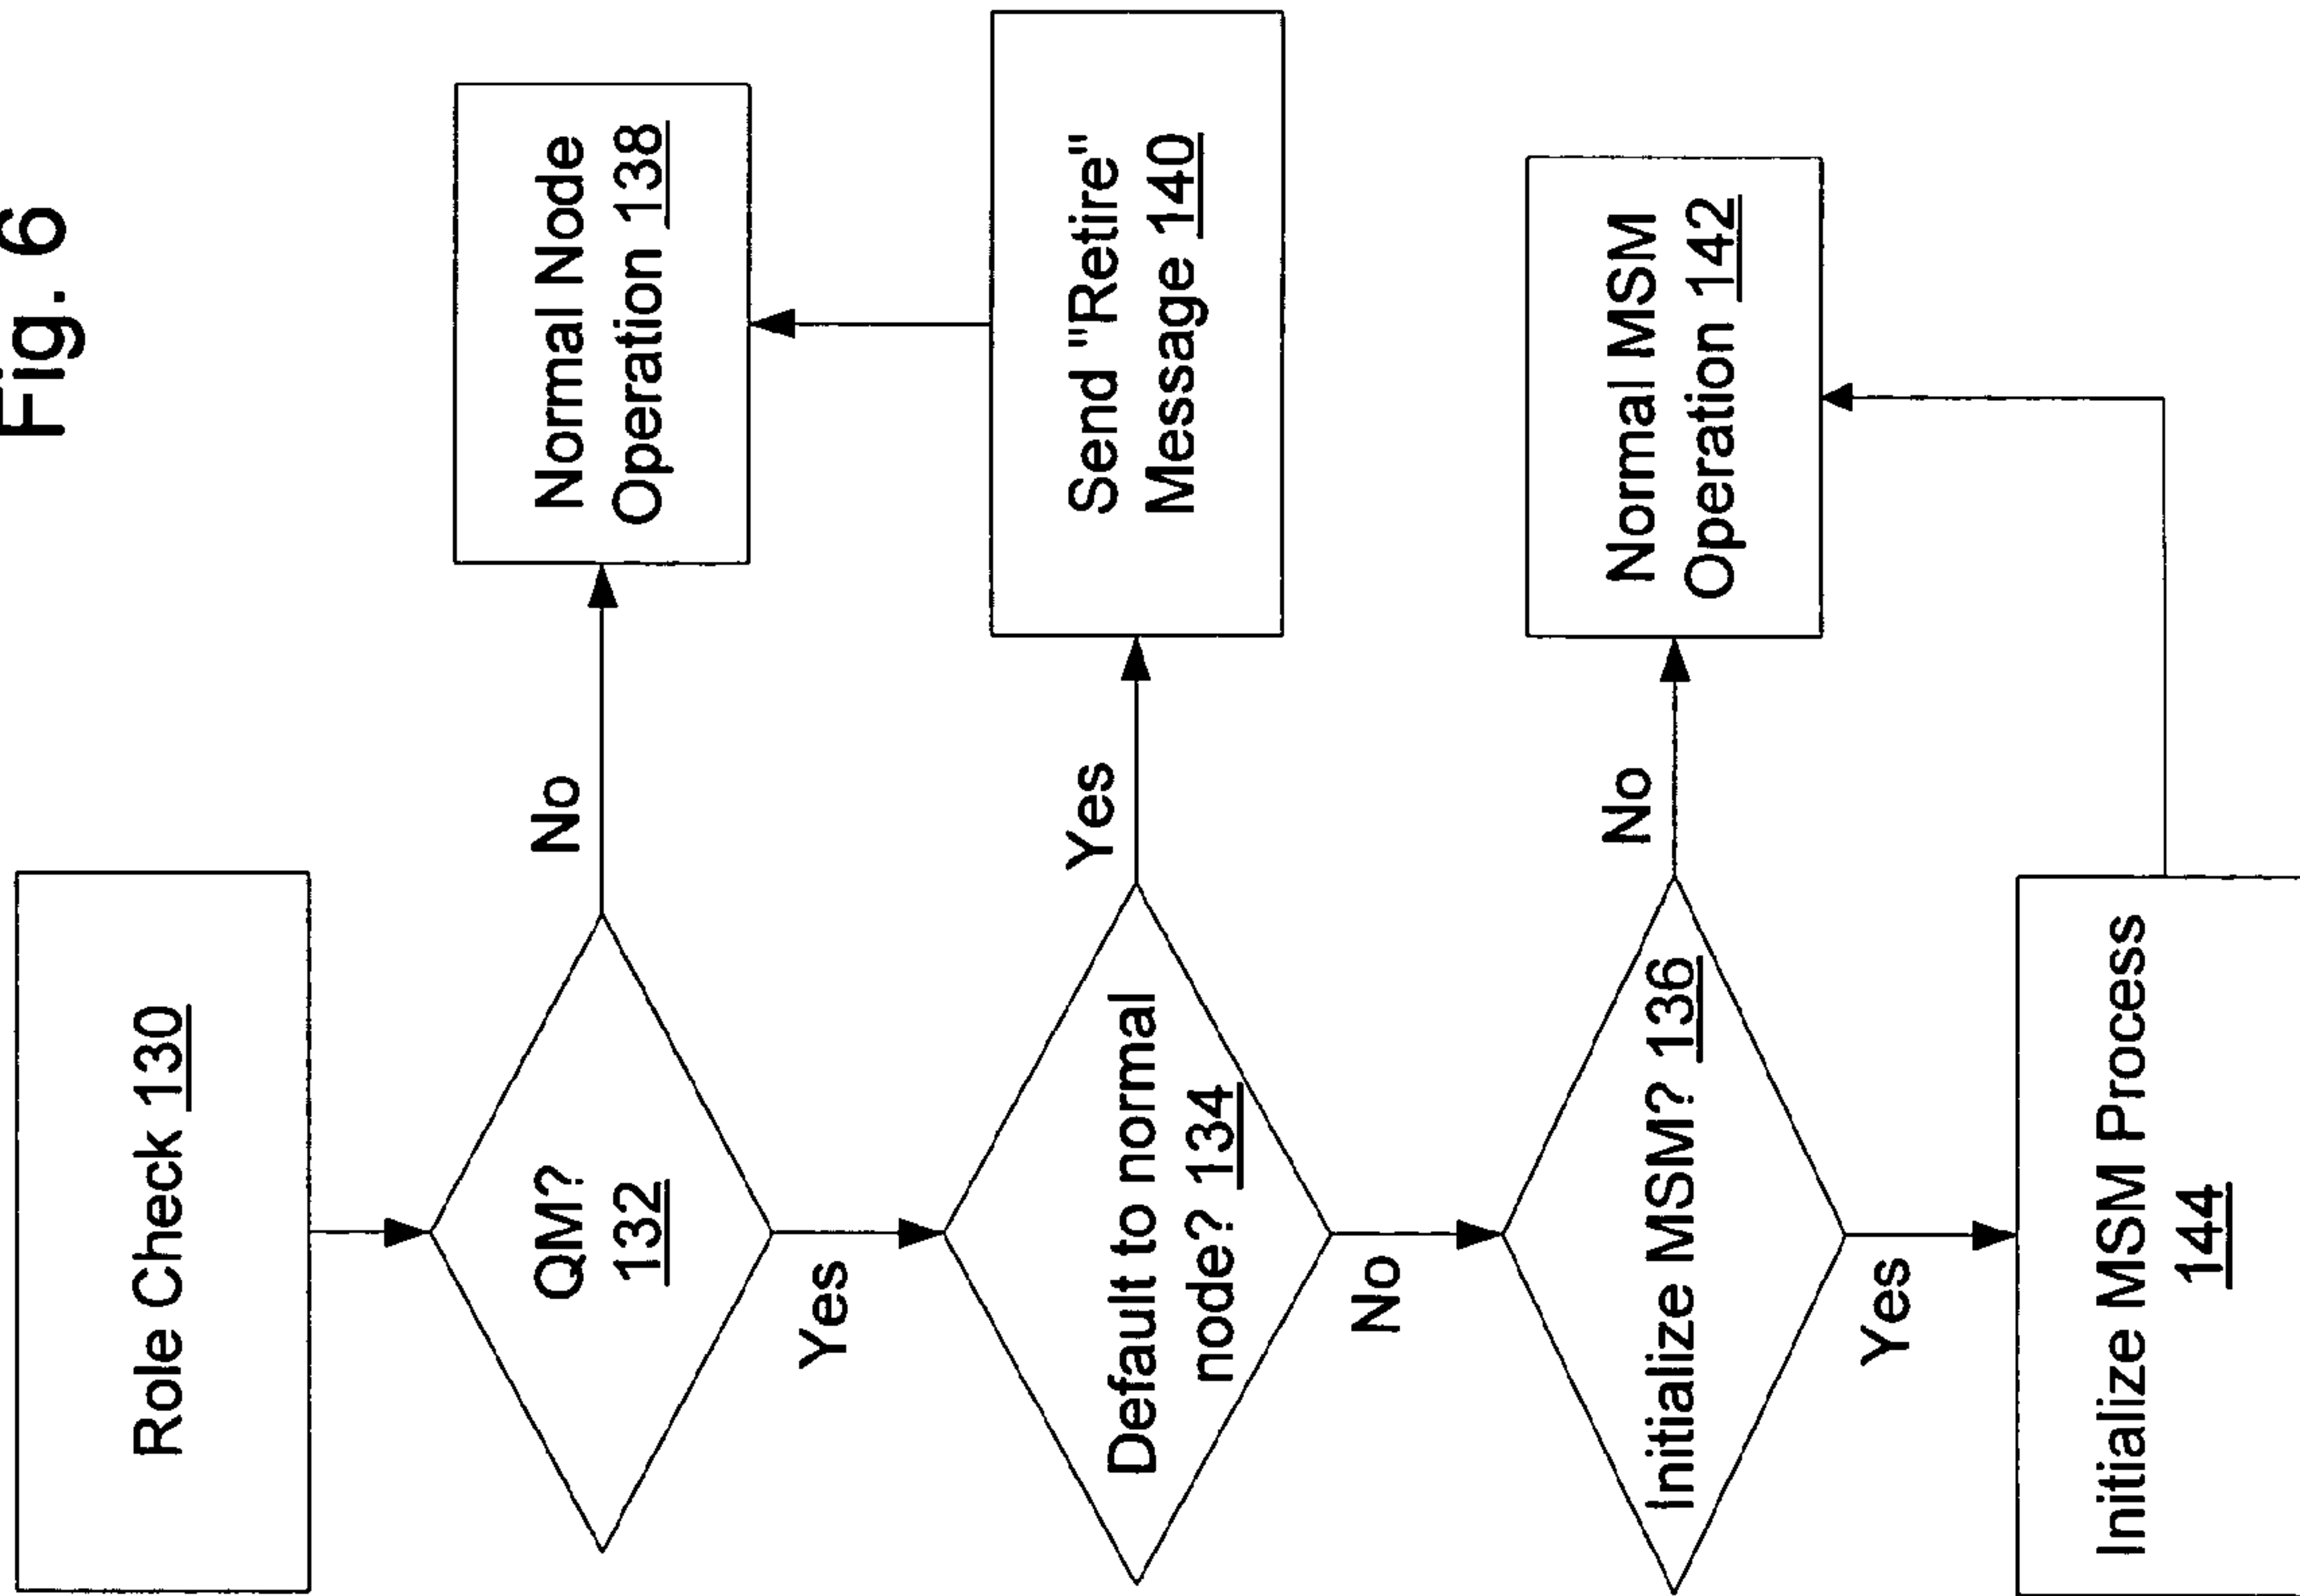 Fig. 6
Role Check 130
QM?
132
No
Normal Node
Operation 138
Yes
Default to normal
node? 134
Yes
Send "Retire"
Message 140
No
Initialize MSM? 136
No
Normal MSM
Operation 142
Yes
Initialize MSM Process
144